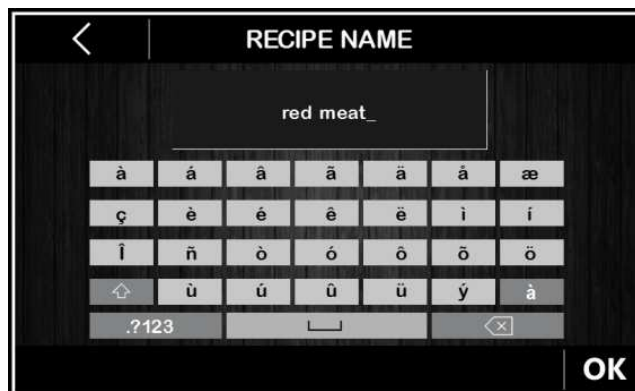 RECIPE NAME
red meat_
à á â ã ä å æ
ç è é ê ë ì í
Î ñ ò ó ô õ ö
ù ú û ü ý à
.?123
OK